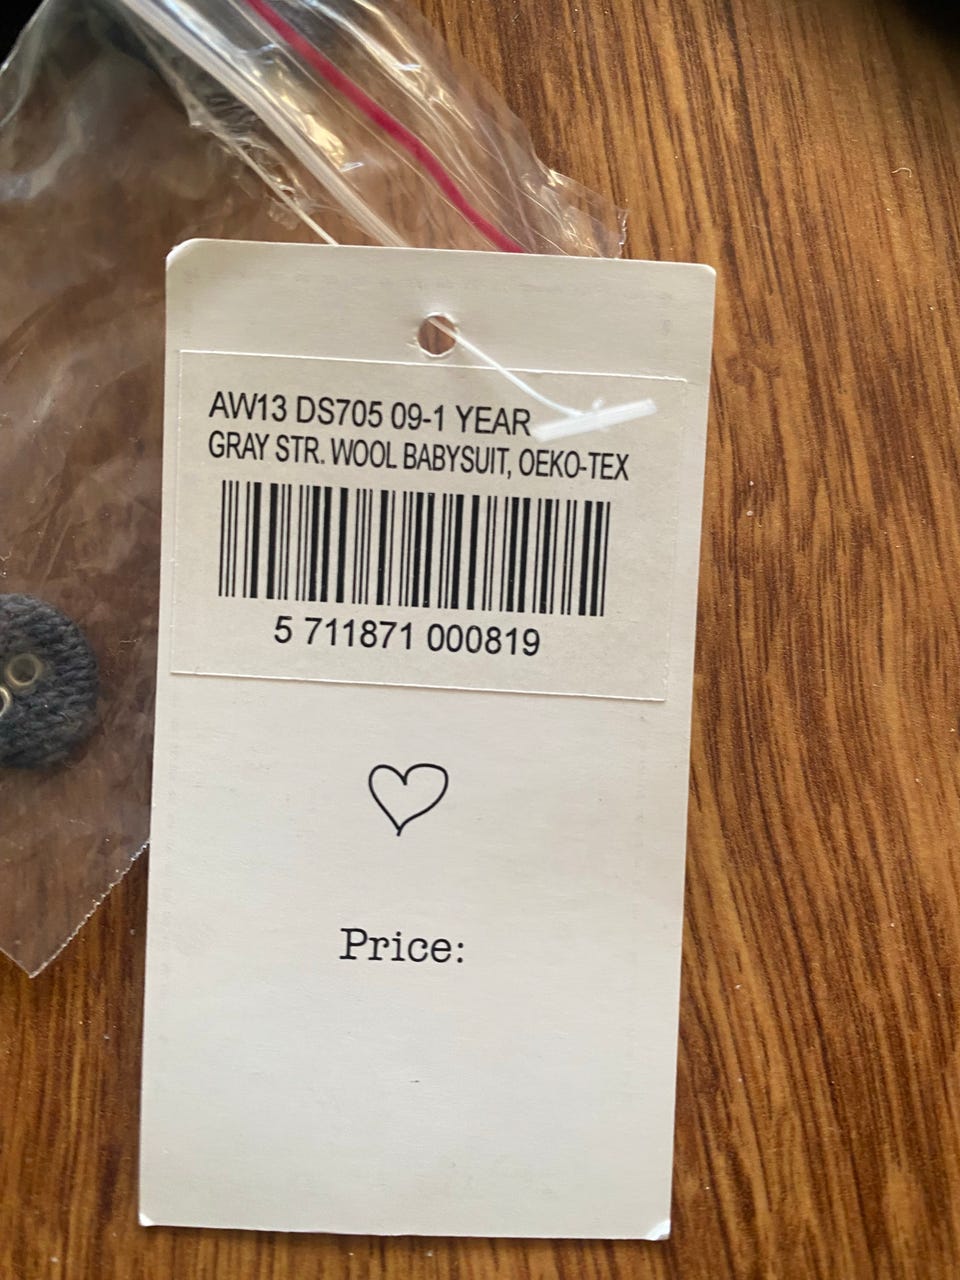 AW13 DS705 09-1 YEAR
GRAY STR. WOOL BABYSUIT, OEKO-TEX
5 711871 000819
Price: